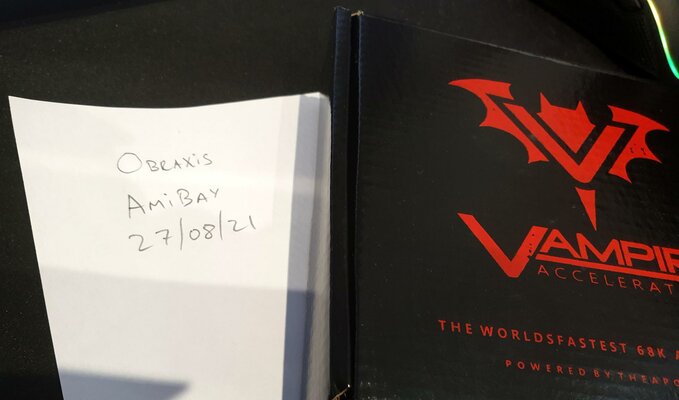 Obraxis
AmiBay
27/08/21
VAMPIR
ACCELERAT
THE WORLDSFASTEST 68K A
POWERED BY THEAPO